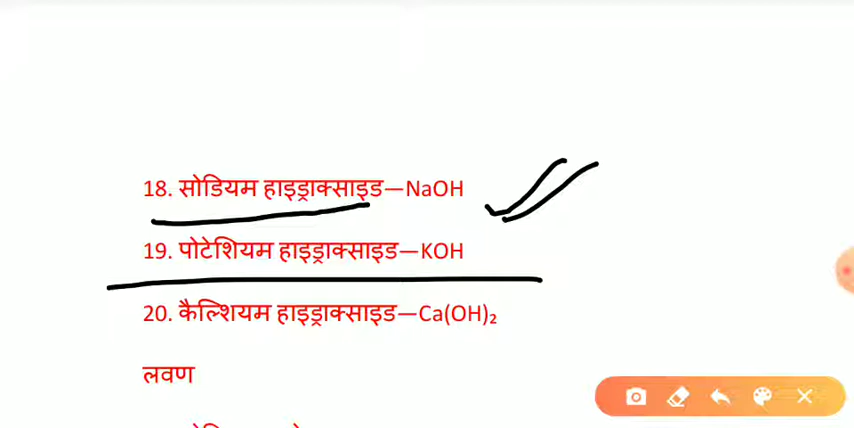 18. सोडियम हाइड्राक्साइड—NaOH
19. पोटेशियम हाइड्राक्साइड—KOH
20. कैल्शियम हाइड्राक्साइड—Ca(OH)₂
लवण